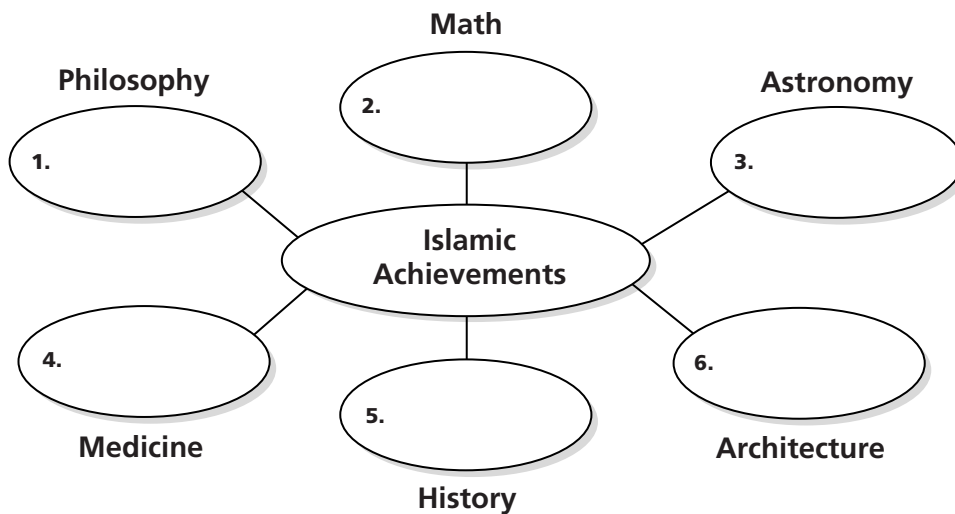 Math
Philosophy
Astronomy
2.
1.
3.
Islamic
Achievements
4.
6.
5.
Medicine
Architecture
History